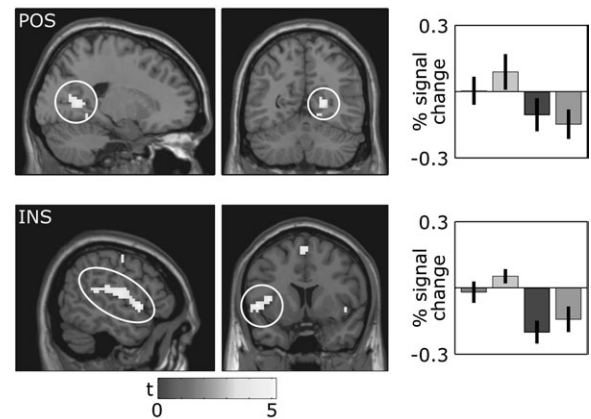 POS
0.3
% signal
change
-0.3
INS
0.3
% signal
change
-0.3
t
0 5